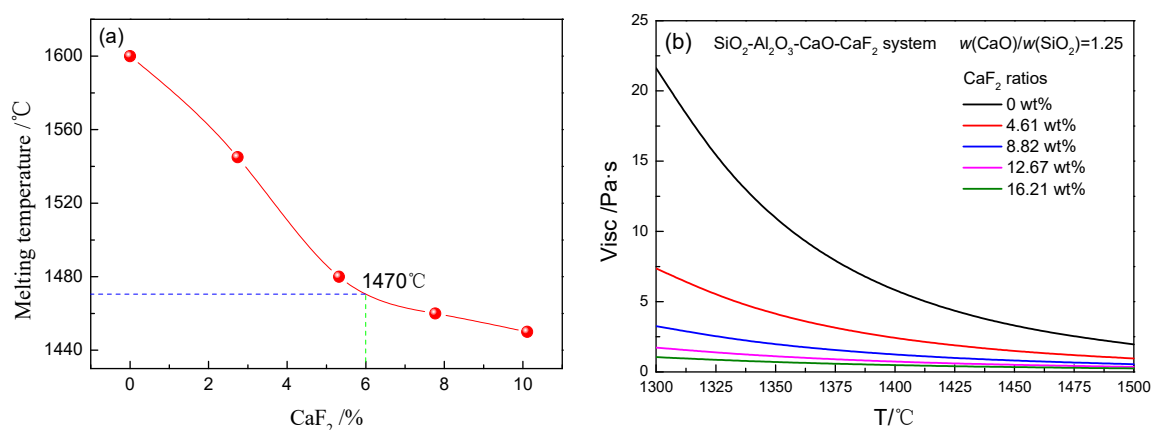 (a)
1600
1560
1520
1480
1440
Melting temperature /℃
1470℃
0 2 4 6 8 10
CaF₂ /%
(b)
SiO₂-Al₂O₃-CaO-CaF₂ system w(CaO)/w(SiO₂)=1.25
CaF₂ ratios
0 wt%
4.61 wt%
8.82 wt%
12.67 wt%
16.21 wt%
25
20
15
10
5
0
Visc /Pa·s
1300 1325 1350 1375 1400 1425 1450 1475 1500
T/℃